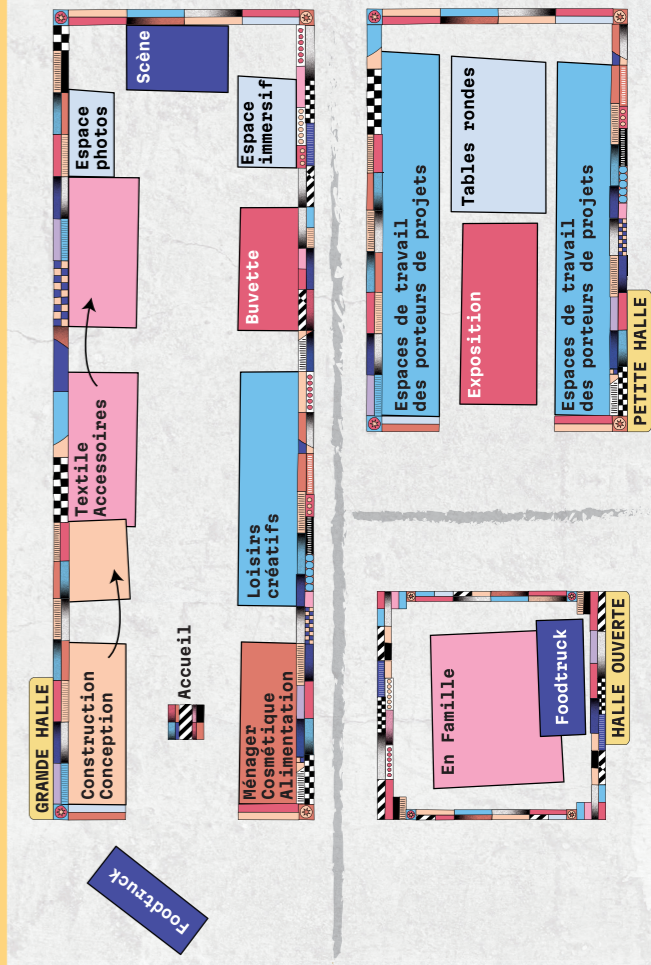 GRANDE HALLE
Construction
Conception
Textile
Accessoires
Espace
photos
Scène
Accueil
Ménager
Cosmétique
Alimentation
Loisirs
créatifs
Buvette
Espace
immersif
Foodtruck
En Famille
Foodtruck
HALLE OUVERTE
Espaces de travail
des porteurs de projets
Exposition
Tables rondes
Espaces de travail
des porteurs de projets
PETITE HALLE